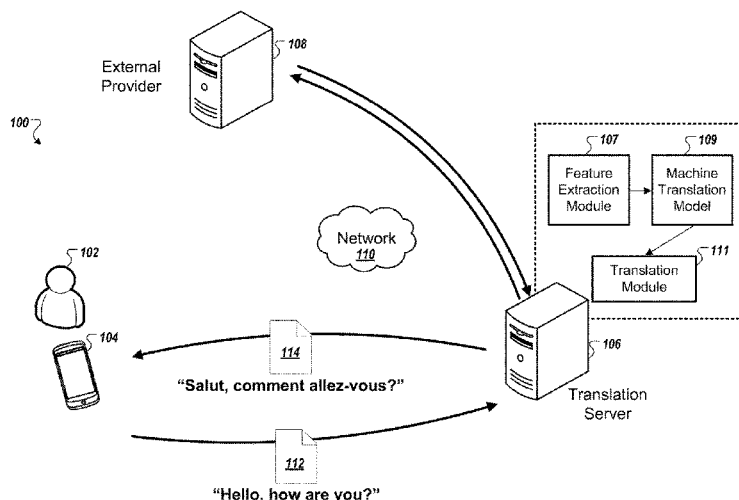 108
External
Provider
100
107
109
Feature
Extraction
Module
Machine
Translation
Model
111
Translation
Module
Network
110
102
104
114
"Salut, comment allez-vous?"
106
Translation
Server
112
"Hello, how are you?"